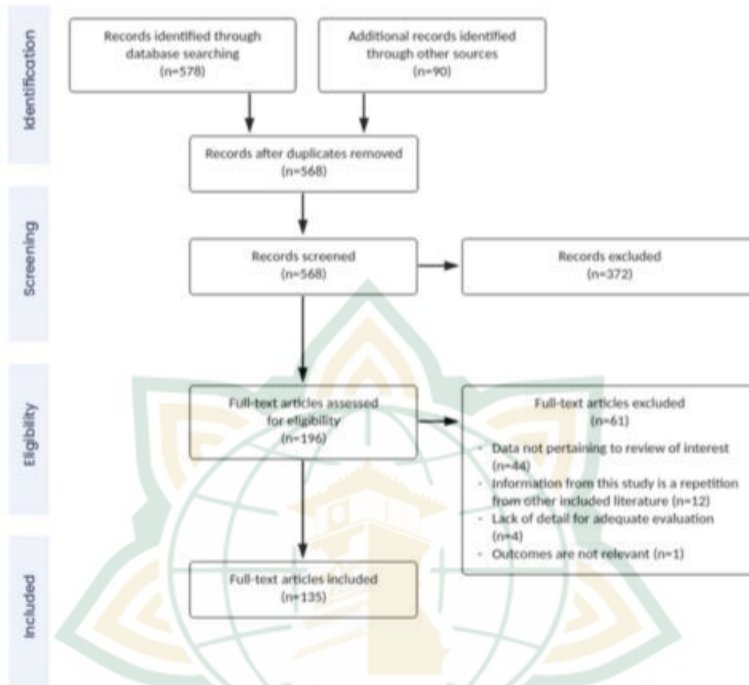 Identification
Records identified through
database searching
(n=578)
Additional records identified
through other sources
(n=90)
Records after duplicates removed
(n=568)
Screening
Records screened
(n=568)
Records excluded
(n=372)
Eligibility
Full-text articles assessed
for eligibility
(n=196)
Full-text articles excluded
(n=61)
- Data not pertaining to review of interest
(n=44)
- Information from this study is a repetition
from other included literature (n=12)
- Lack of detail for adequate evaluation
(n=4)
- Outcomes are not relevant (n=1)
Included
Full-text articles included
(n=135)